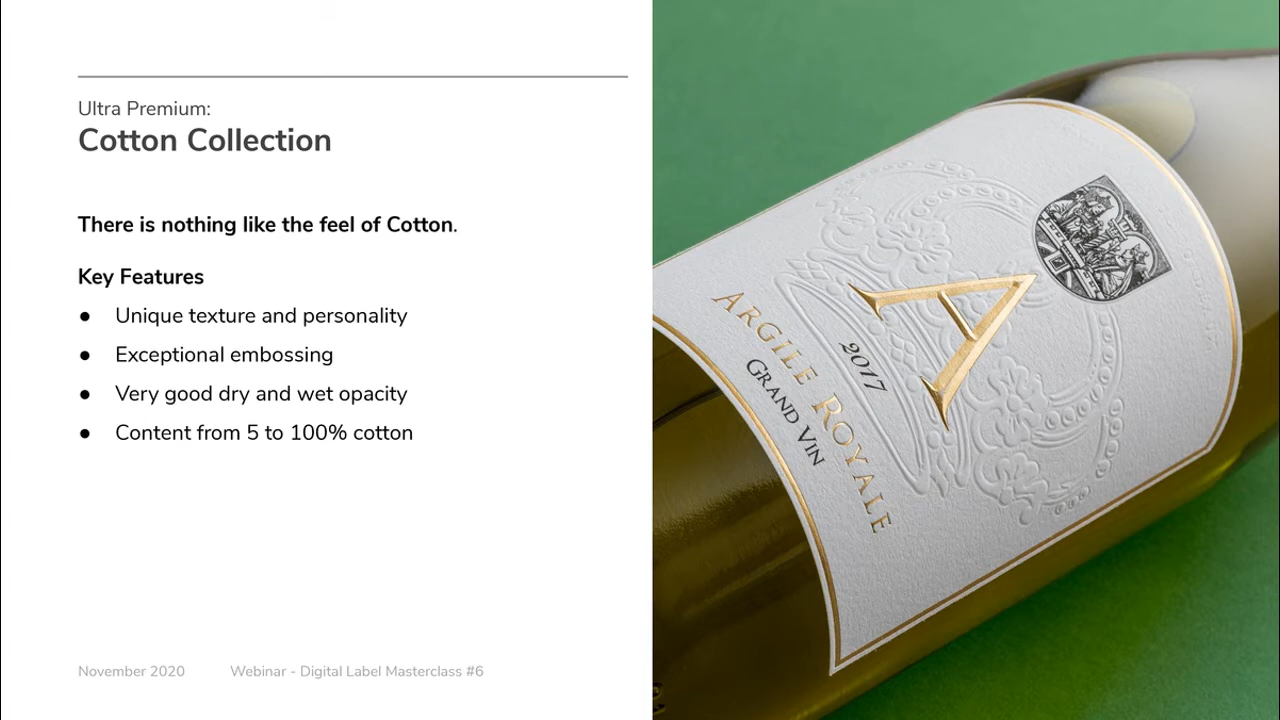 Ultra Premium:
Cotton Collection
There is nothing like the feel of Cotton.
Key Features
● Unique texture and personality
● Exceptional embossing
● Very good dry and wet opacity
● Content from 5 to 100% cotton
November 2020 Webinar - Digital Label Masterclass #6
A
2017
ARGILE ROYALE
GRAND VIN